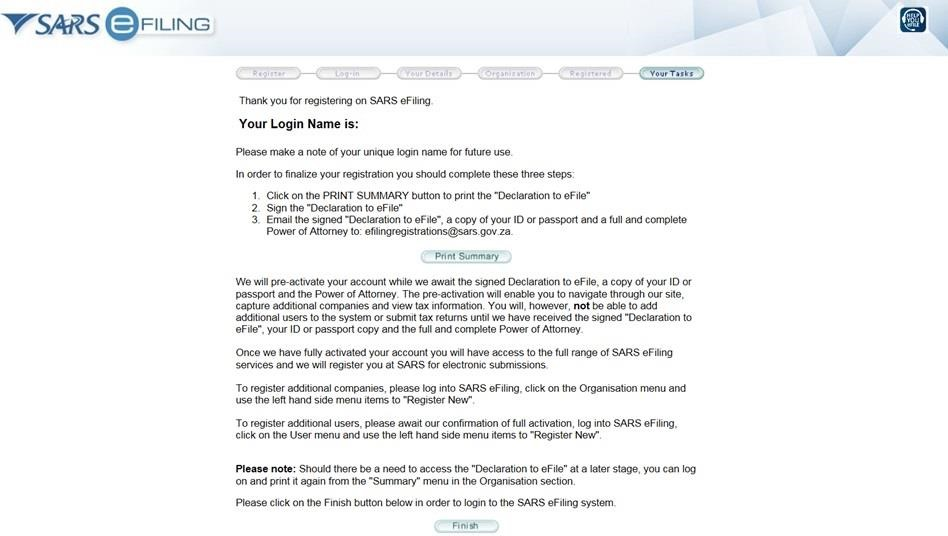 SARS eFILING
HELP
YOU
eFILE
Register Log-in Your Details Organization Registered Your Tasks
Thank you for registering on SARS eFiling.
Your Login Name is:
Please make a note of your unique login name for future use.
In order to finalize your registration you should complete these three steps:
1. Click on the PRINT SUMMARY button to print the "Declaration to eFile"
2. Sign the "Declaration to eFile"
3. Email the signed "Declaration to eFile", a copy of your ID or passport and a full and complete
Power of Attorney to: efilingregistrations@sars.gov.za.
Print Summary
We will pre-activate your account while we await the signed Declaration to eFile, a copy of your ID or
passport and the Power of Attorney. The pre-activation will enable you to navigate through our site,
capture additional companies and view tax information. You will, however, not be able to add
additional users to the system or submit tax returns until we have received the signed "Declaration to
eFile", your ID or passport copy and the full and complete Power of Attorney.
Once we have fully activated your account you will have access to the full range of SARS eFiling
services and we will register you at SARS for electronic submissions.
To register additional companies, please log into SARS eFiling, click on the Organisation menu and
use the left hand side menu items to "Register New".
To register additional users, please await our confirmation of full activation, log into SARS eFiling,
click on the User menu and use the left hand side menu items to "Register New".
Please note: Should there be a need to access the "Declaration to eFile" at a later stage, you can log
on and print it again from the "Summary" menu in the Organisation section.
Please click on the Finish button below in order to login to the SARS eFiling system.
Finish